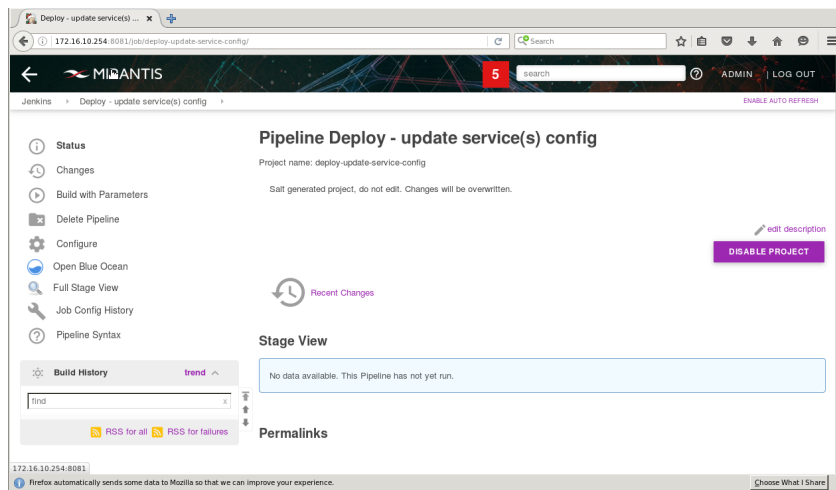 Deploy - update service(s) ... x
172.16.10.254:8081/job/deploy-update-service-config/
Search
MIRANTIS
5
search
ADMIN | LOG OUT
Jenkins
Deploy - update service(s) config
ENABLE AUTO REFRESH
Status
Changes
Build with Parameters
Delete Pipeline
Configure
Open Blue Ocean
Full Stage View
Job Config History
Pipeline Syntax
Build History
trend
find
x
RSS for all
RSS for failures
Pipeline Deploy - update service(s) config
Project name: deploy-update-service-config
Salt generated project, do not edit. Changes will be overwritten.
edit description
DISABLE PROJECT
Recent Changes
Stage View
No data available. This Pipeline has not yet run.
Permalinks
172.16.10.254:8081
Firefox automatically sends some data to Mozilla so that we can improve your experience.
Choose What I Share